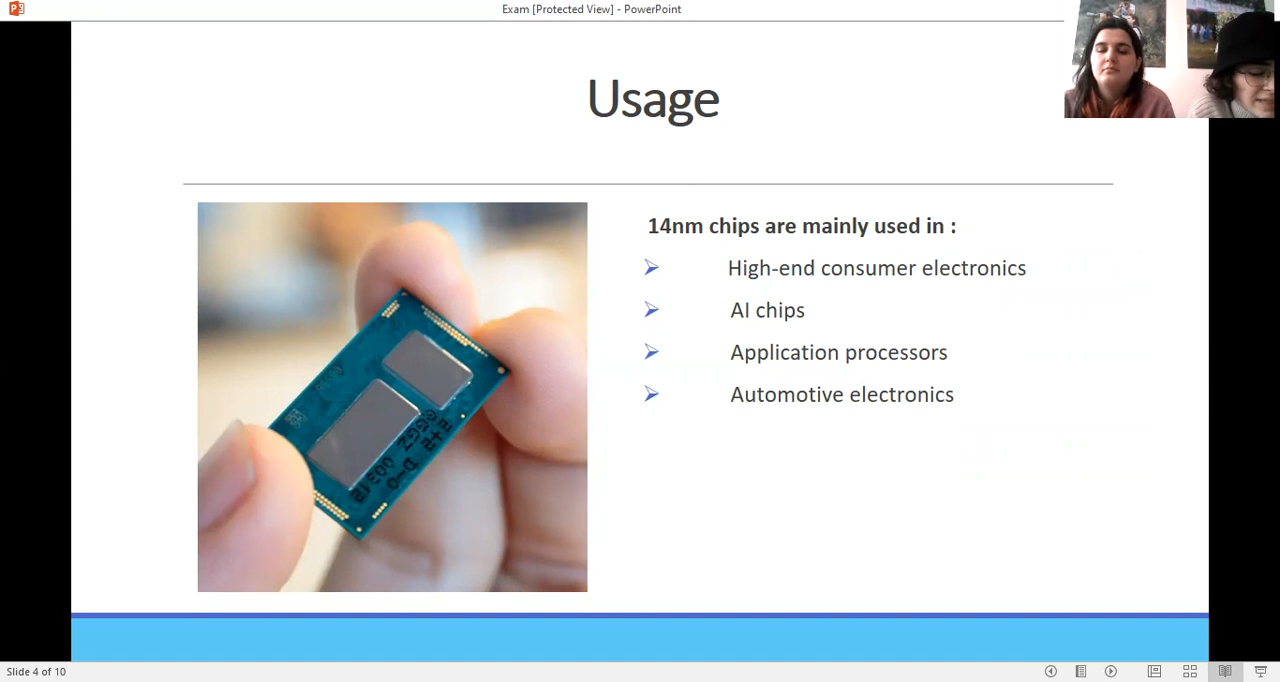 Exam [Protected View] - PowerPoint
Usage
14nm chips are mainly used in :
High-end consumer electronics
AI chips
Application processors
Automotive electronics
Slide 4 of 10